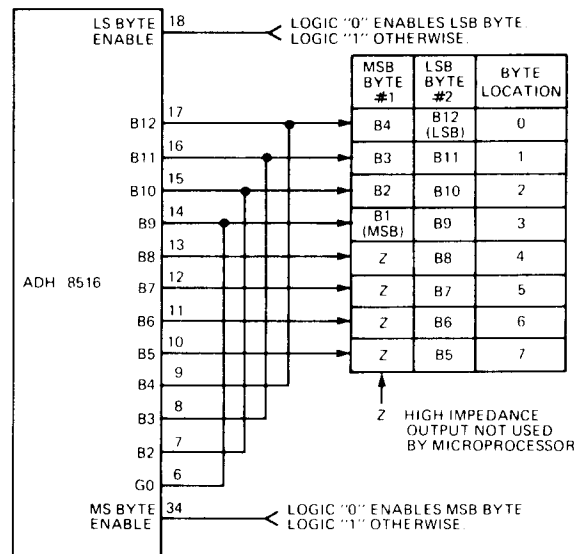 LS BYTE 18 LOGIC "0" ENABLES LSB BYTE.
ENABLE LOGIC "1" OTHERWISE.
MSB BYTE #1 LSB BYTE #2 BYTE LOCATION
B12 17 B4 B12 (LSB) 0
B11 16 B3 B11 1
B10 15 B2 B10 2
B9 14 B1 (MSB) B9 3
B8 13 Z B8 4
ADH 8516
B7 12 Z B7 5
B6 11 Z B6 6
B5 10 Z B5 7
B4 9
B3 8
B2 7
G0 6
Z HIGH IMPEDANCE
OUTPUT NOT USED
BY MICROPROCESSOR
MS BYTE 34 LOGIC "0" ENABLES MSB BYTE
ENABLE LOGIC "1" OTHERWISE.